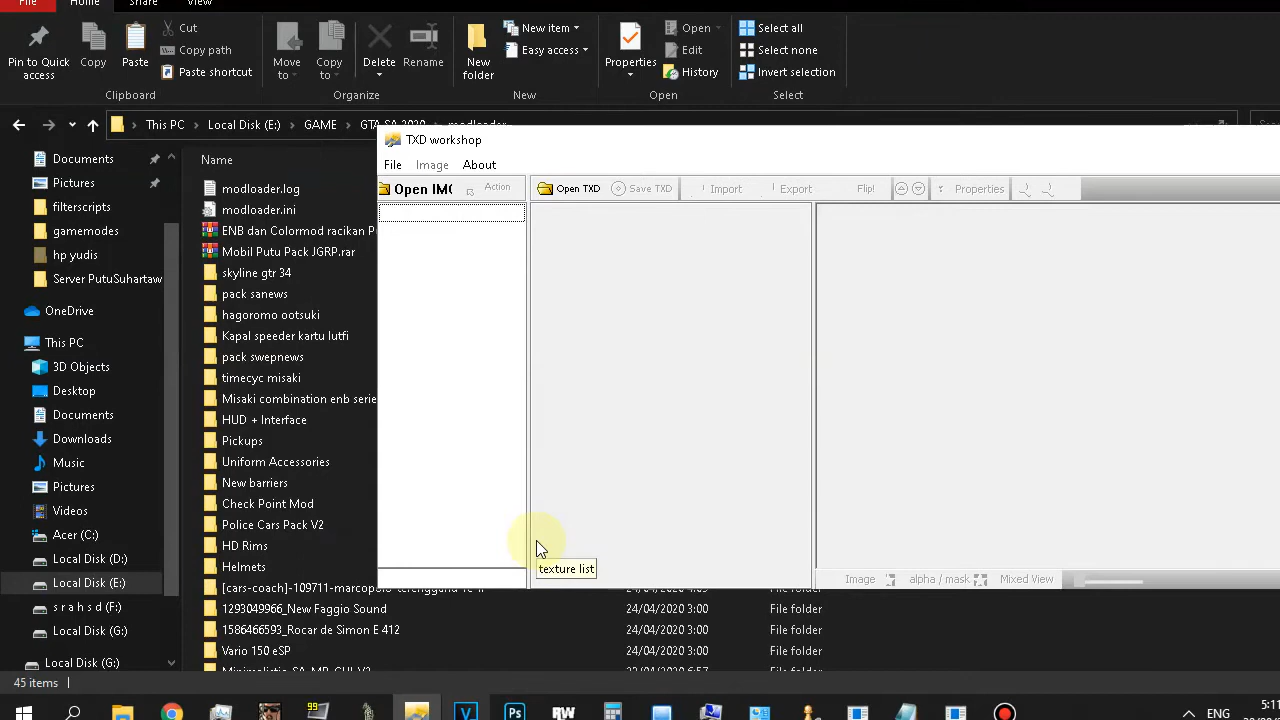 File Home Share View
Pin to Quick access
Copy
Paste
Cut
Copy path
Paste shortcut
Move to
Copy to
Delete
Rename
New folder
New item
Easy access
Properties
Open
Edit
History
Select all
Select none
Invert selection
Clipboard Organize New Open Select
This PC Local Disk (E:) GAME GTA SA 2020 modloader
Documents
Pictures
filterscripts
gamemodes
hp yudis
Server PutuSuhartaw
OneDrive
This PC
3D Objects
Desktop
Documents
Downloads
Music
Pictures
Videos
Acer (C:)
Local Disk (D:)
Local Disk (E:)
s r a h s d (F:)
Local Disk (G:)
Local Disk (G:)
Name
modloader.log
modloader.ini
ENB dan Colormod racikan P
Mobil Putu Pack JGRP.rar
skyline gtr 34
pack sanews
hagoromo ootsuki
Kapal speeder kartu lutfi
pack swepnews
timecyc misaki
Misaki combination enb serie
HUD + Interface
Pickups
Uniform Accessories
New barriers
Check Point Mod
Police Cars Pack V2
HD Rims
Helmets
1293049966_New Faggio Sound 24/04/2020 3:00 File folder
1586466593_Rocar de Simon E 412 24/04/2020 3:00 File folder
Vario 150 eSP 24/04/2020 3:00 File folder
TXD workshop
File Image About
Open IMG Action Open TXD Save TXD Import Export Flip! Properties
texture list
Image alpha / mask Mixed View
45 items
99 Ps RW ENG 5:11